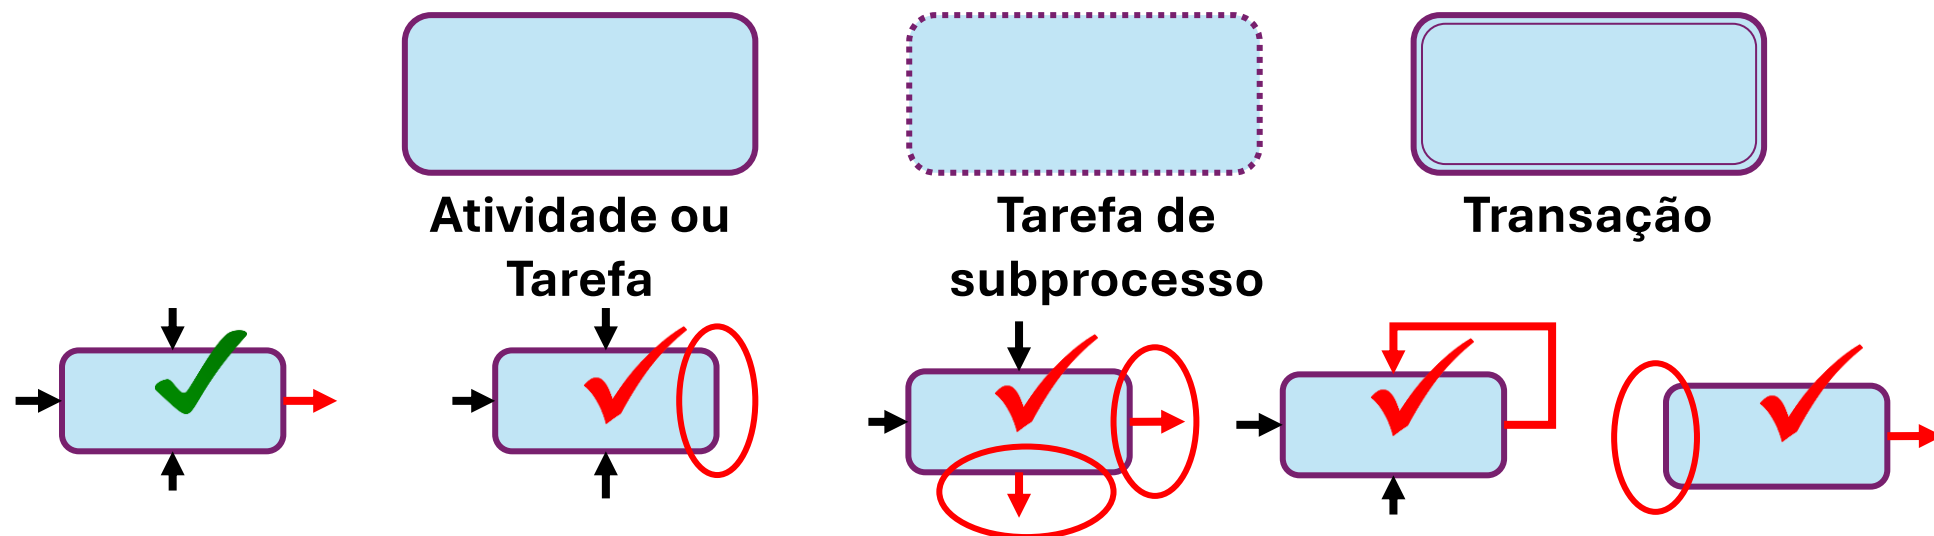 Atividade ou
Tarefa
Tarefa de
subprocesso
Transação